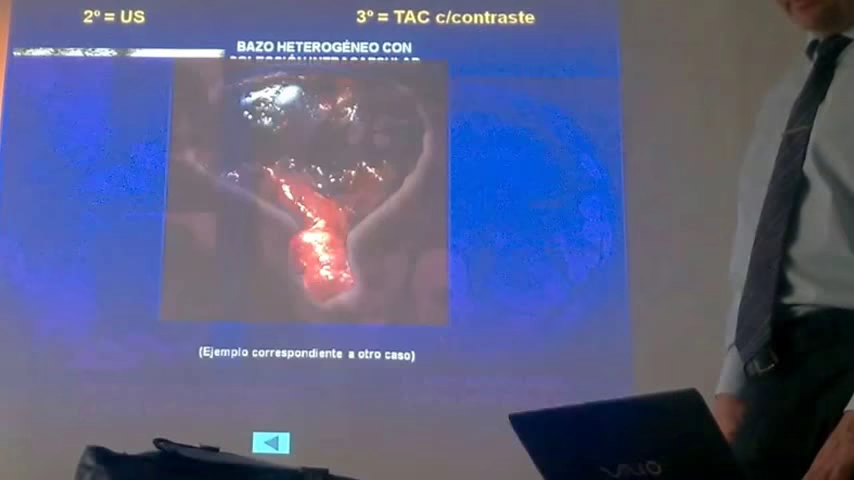 2º = US
3º = TAC c/contraste
BAZO HETEROGÉNEO CON
(Ejemplo correspondiente a otro caso)
VAIO